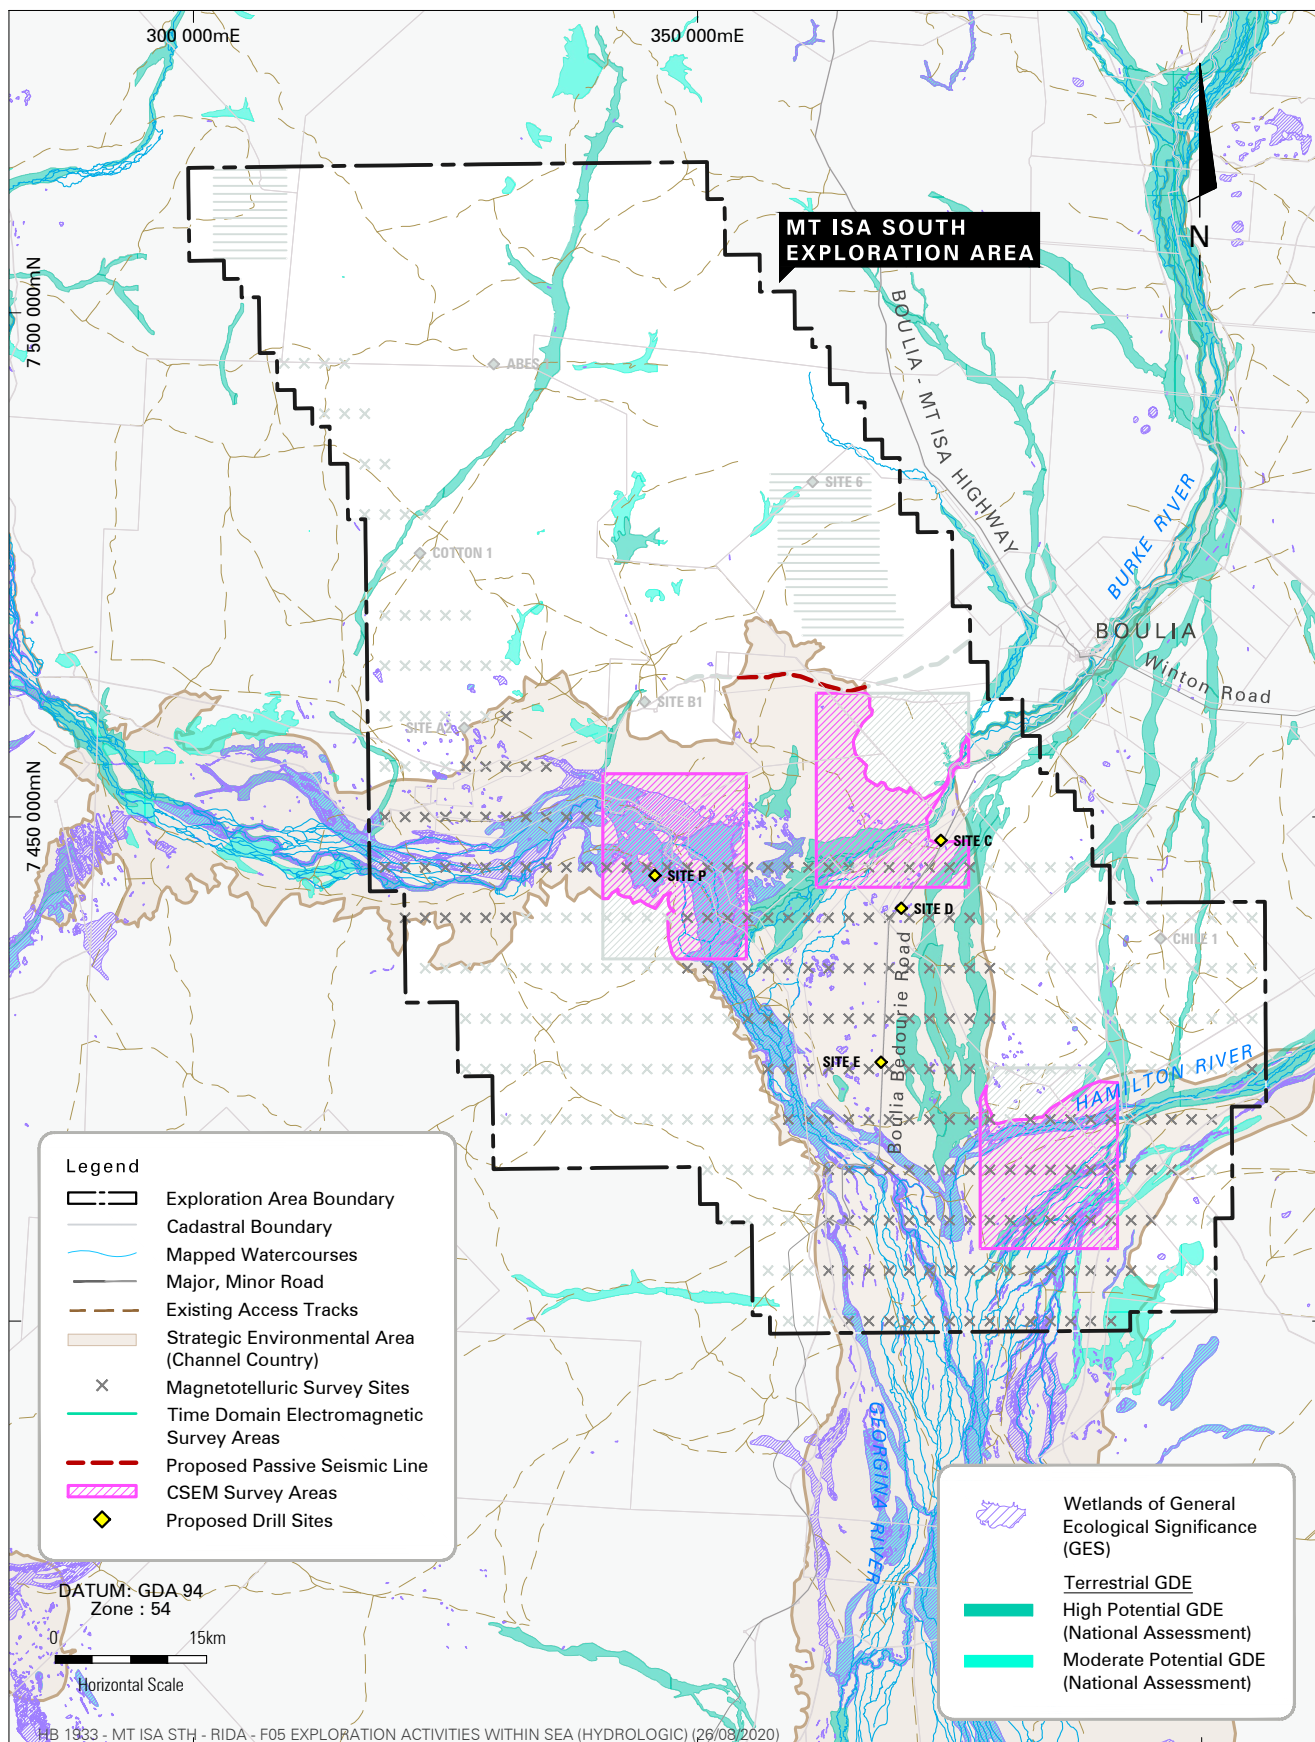 300 000mE
350 000mE
7 500 000mN
7 450 000mN
MT ISA SOUTH
EXPLORATION AREA
N
BOULIA - MT ISA HIGHWAY
BURKE RIVER
BOULIA
Winton Road
ABES
SITE 6
COTTON 1
SITE B1
SITE A2
SITE C
SITE P
SITE D
CHILE 1
Boulia Bedourie Road
SITE E
HAMILTON RIVER
GEORGINA RIVER
Legend
Exploration Area Boundary
Cadastral Boundary
Mapped Watercourses
Major, Minor Road
Existing Access Tracks
Strategic Environmental Area
(Channel Country)
Magnetotelluric Survey Sites
Time Domain Electromagnetic
Survey Areas
Proposed Passive Seismic Line
CSEM Survey Areas
Proposed Drill Sites
Wetlands of General
Ecological Significance
(GES)
Terrestrial GDE
High Potential GDE
(National Assessment)
Moderate Potential GDE
(National Assessment)
DATUM: GDA 94
Zone : 54
0 15km
Horizontal Scale
HB 1933 - MT ISA STH - RIDA - F05 EXPLORATION ACTIVITIES WITHIN SEA (HYDROLOGIC) (26/08/2020)